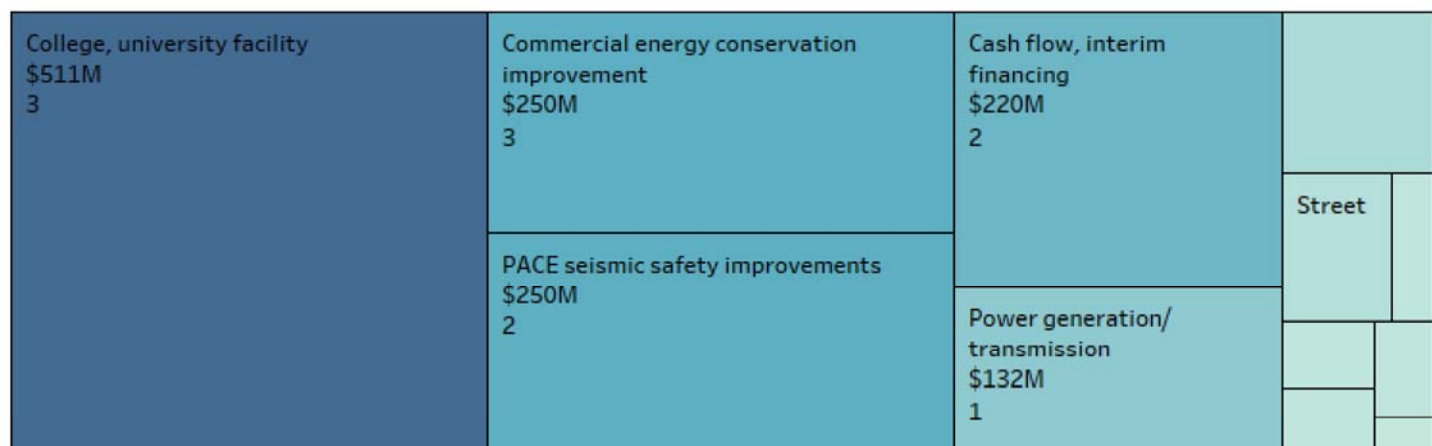 College, university facility
$511M
3
Commercial energy conservation
improvement
$250M
3
PACE seismic safety improvements
$250M
2
Cash flow, interim
financing
$220M
2
Power generation/
transmission
$132M
1
Street